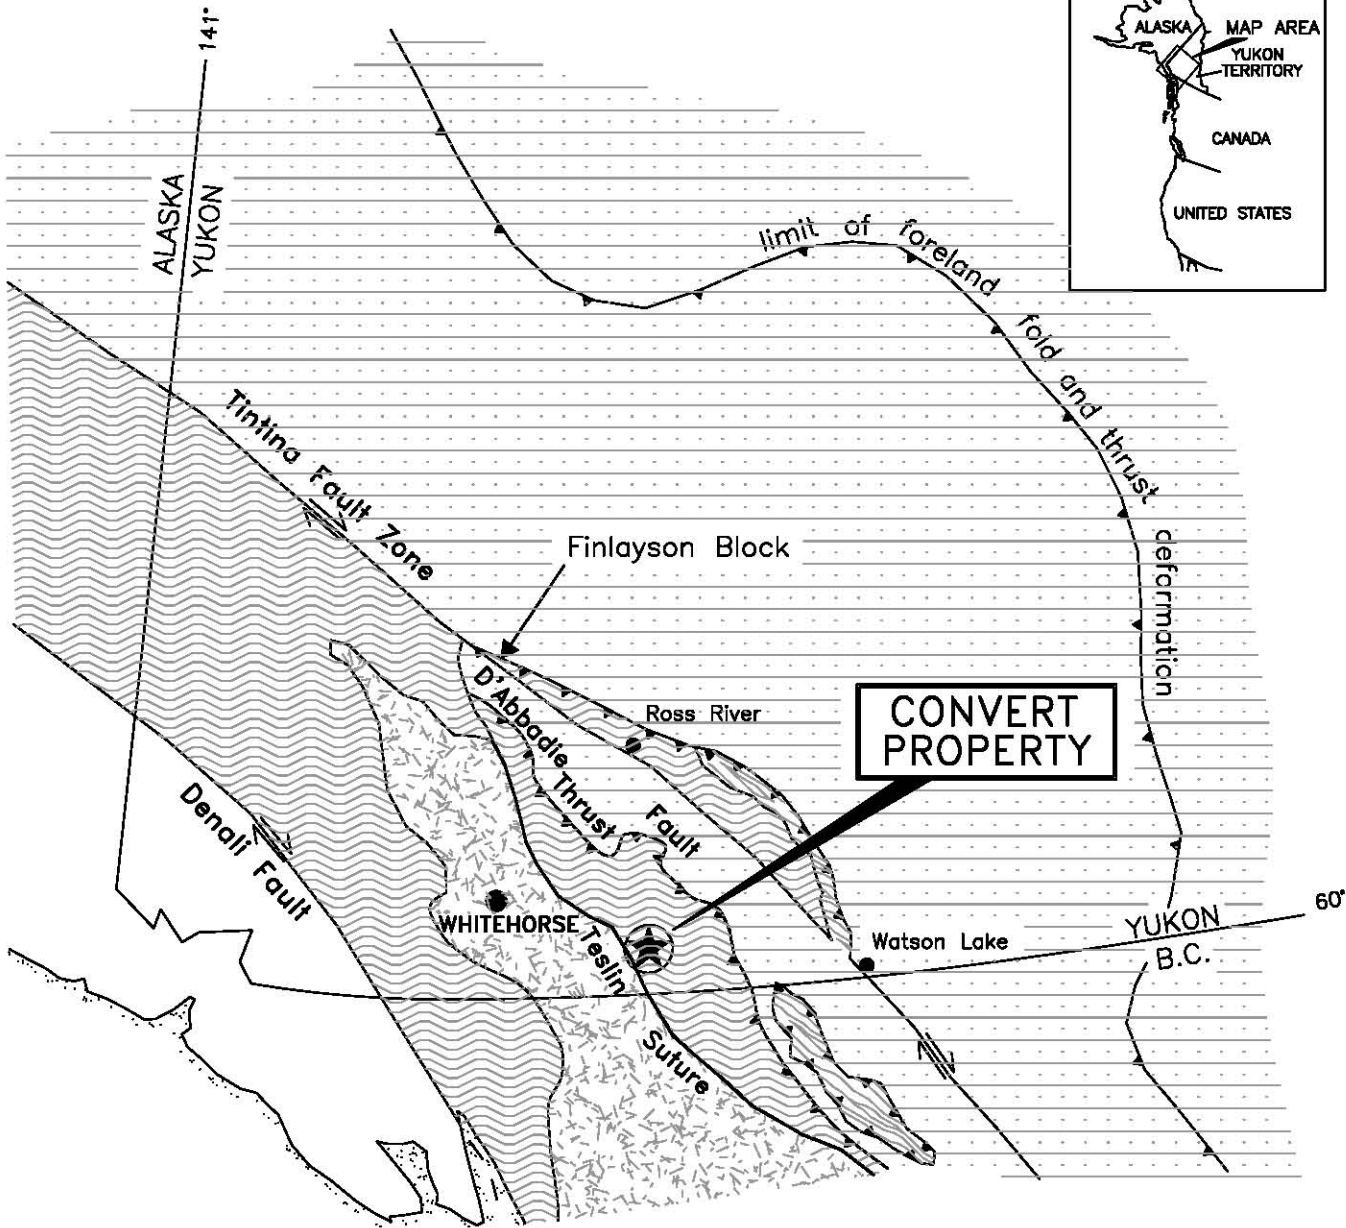 141°
ALASKA
MAP AREA
YUKON
TERRITORY
CANADA
UNITED STATES
ALASKA
YUKON
limit of foreland fold and thrust deformation
Tintina Fault Zone
Finlayson Block
D'Abbadie Thrust Fault
Ross River
CONVERT
PROPERTY
Denali Fault
WHITEHORSE
Teslin Suture
Watson Lake
YUKON
B.C.
60°